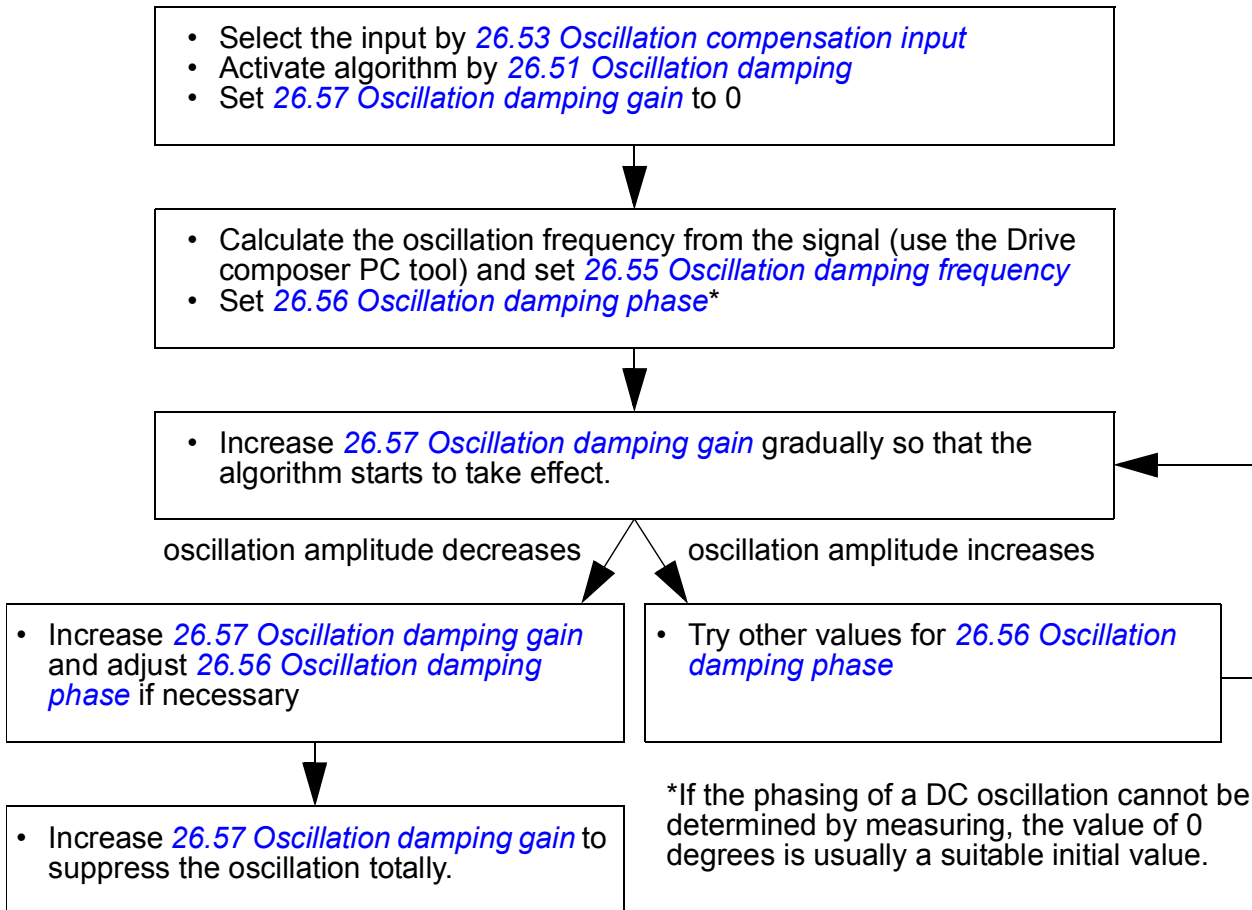 • Select the input by 26.53 Oscillation compensation input
• Activate algorithm by 26.51 Oscillation damping
• Set 26.57 Oscillation damping gain to 0
• Calculate the oscillation frequency from the signal (use the Drive
composer PC tool) and set 26.55 Oscillation damping frequency
• Set 26.56 Oscillation damping phase*
• Increase 26.57 Oscillation damping gain gradually so that the
algorithm starts to take effect.
oscillation amplitude decreases
oscillation amplitude increases
• Increase 26.57 Oscillation damping gain
and adjust 26.56 Oscillation damping
phase if necessary
• Try other values for 26.56 Oscillation
damping phase
• Increase 26.57 Oscillation damping gain to
suppress the oscillation totally.
*If the phasing of a DC oscillation cannot be
determined by measuring, the value of 0
degrees is usually a suitable initial value.